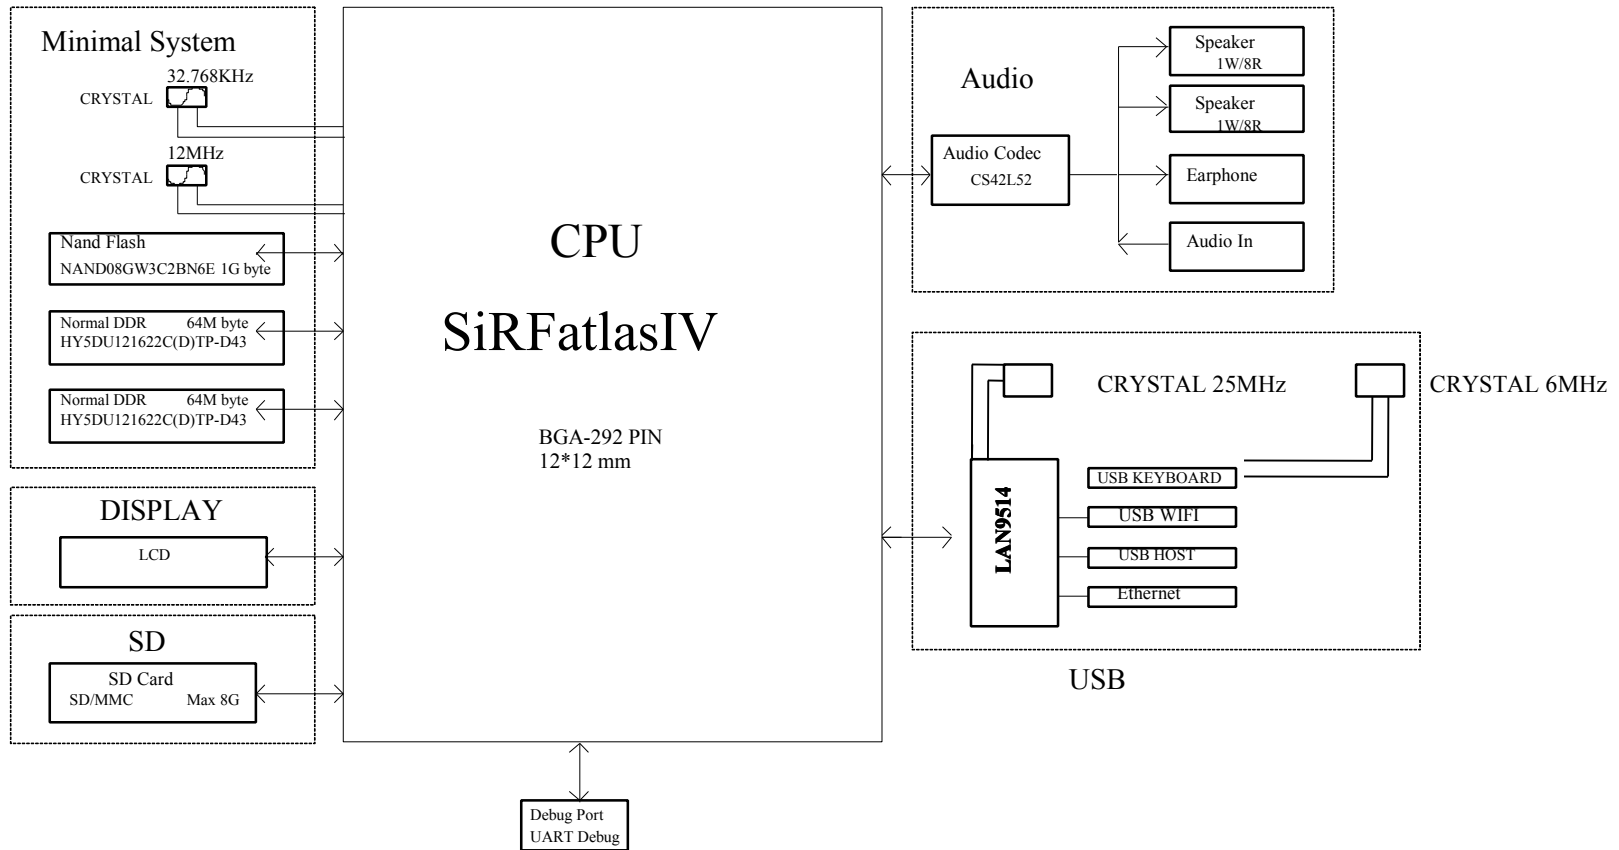 Minimal System
32.768KHz
CRYSTAL
12MHz
CRYSTAL
Nand Flash
NAND08GW3C2BN6E 1G byte
Normal DDR 64M byte
HY5DU121622C(D)TP-D43
Normal DDR 64M byte
HY5DU121622C(D)TP-D43
DISPLAY
LCD
SD
SD Card
SD/MMC Max 8G
CPU
SiRFatlasIV
BGA-292 PIN
12*12 mm
Debug Port
UART Debug
Audio
Audio Codec
CS42L52
Speaker
1W/8R
Speaker
1W/8R
Earphone
Audio In
CRYSTAL 25MHz
CRYSTAL 6MHz
LAN9514
USB KEYBOARD
USB WIFI
USB HOST
Ethernet
USB